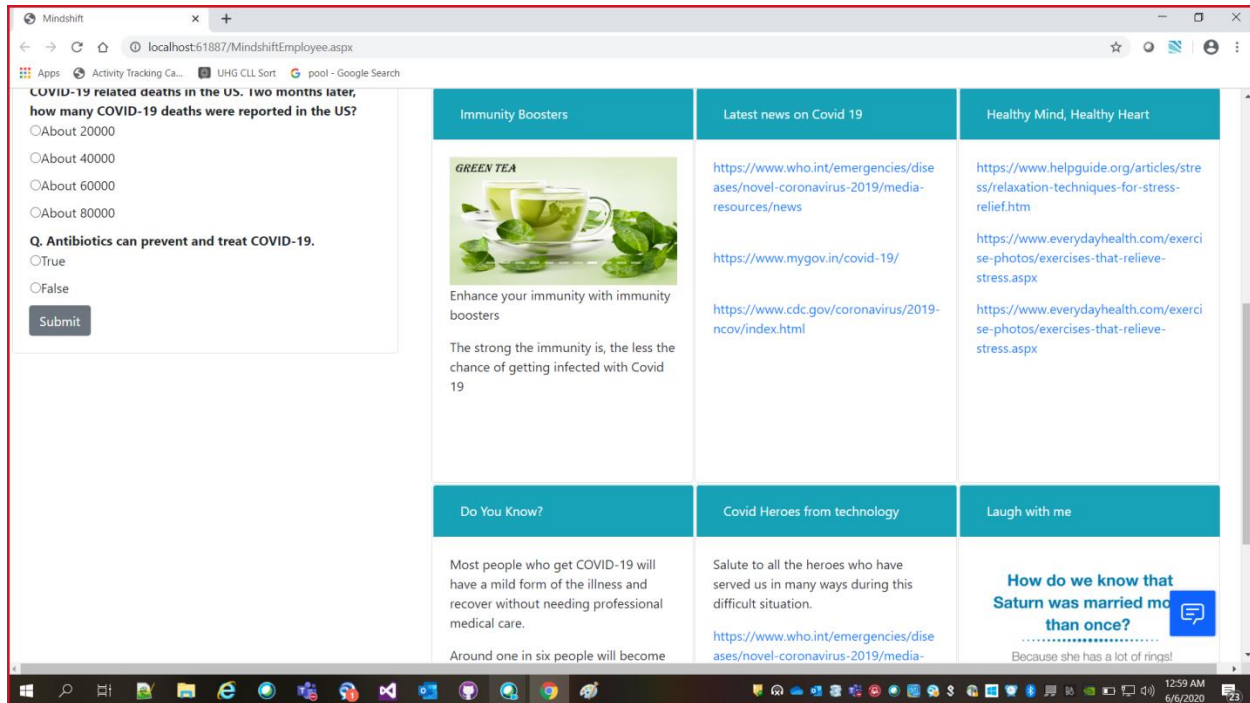 Mindshift
localhost:61887/MindshiftEmployee.aspx
Apps
Activity Tracking Ca...
UHG CLL Sort
pool - Google Search
COVID-19 related deaths in the US. Two months later,
how many COVID-19 deaths were reported in the US?
About 20000
About 40000
About 60000
About 80000
Q. Antibiotics can prevent and treat COVID-19.
True
False
Submit
Immunity Boosters
GREEN TEA
Enhance your immunity with immunity
boosters
The strong the immunity is, the less the
chance of getting infected with Covid
19
Latest news on Covid 19
https://www.who.int/emergencies/dise
ases/novel-coronavirus-2019/media-
resources/news
https://www.mygov.in/covid-19/
https://www.cdc.gov/coronavirus/2019-
ncov/index.html
Healthy Mind, Healthy Heart
https://www.helpguide.org/articles/stre
ss/relaxation-techniques-for-stress-
relief.htm
https://www.everydayhealth.com/exerci
se-photos/exercises-that-relieve-
stress.aspx
https://www.everydayhealth.com/exerci
se-photos/exercises-that-relieve-
stress.aspx
Do You Know?
Most people who get COVID-19 will
have a mild form of the illness and
recover without needing professional
medical care.
Around one in six people will become
Covid Heroes from technology
Salute to all the heroes who have
served us in many ways during this
difficult situation.
https://www.who.int/emergencies/dise
ases/novel-coronavirus-2019/media-
Laugh with me
How do we know that
Saturn was married mo
than once?
Because she has a lot of rings!
12:59 AM
6/6/2020
23